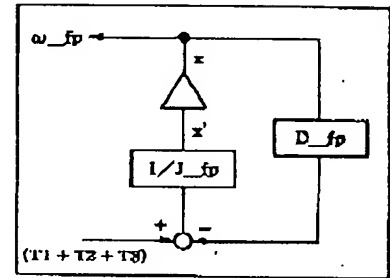 ω_fp
x
x'
D_fp
1/J_fp
+
−
(T1 + T2 + T3)